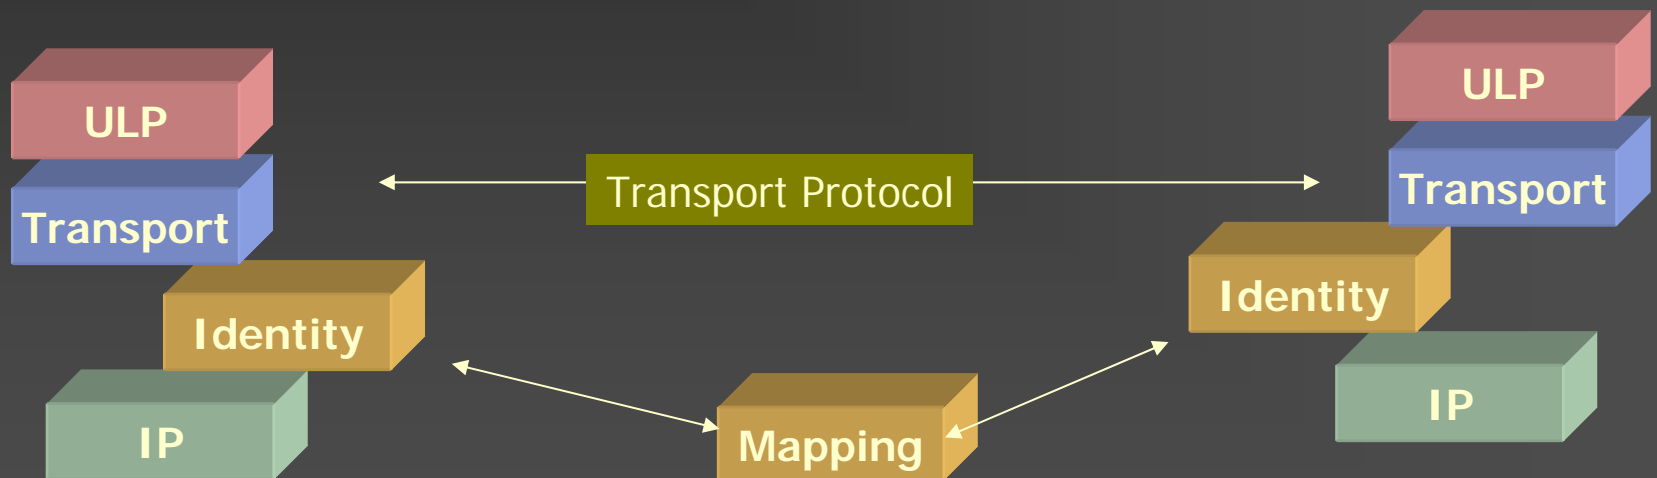 ULP
Transport
Identity
IP
Transport Protocol
Mapping
ULP
Transport
Identity
IP